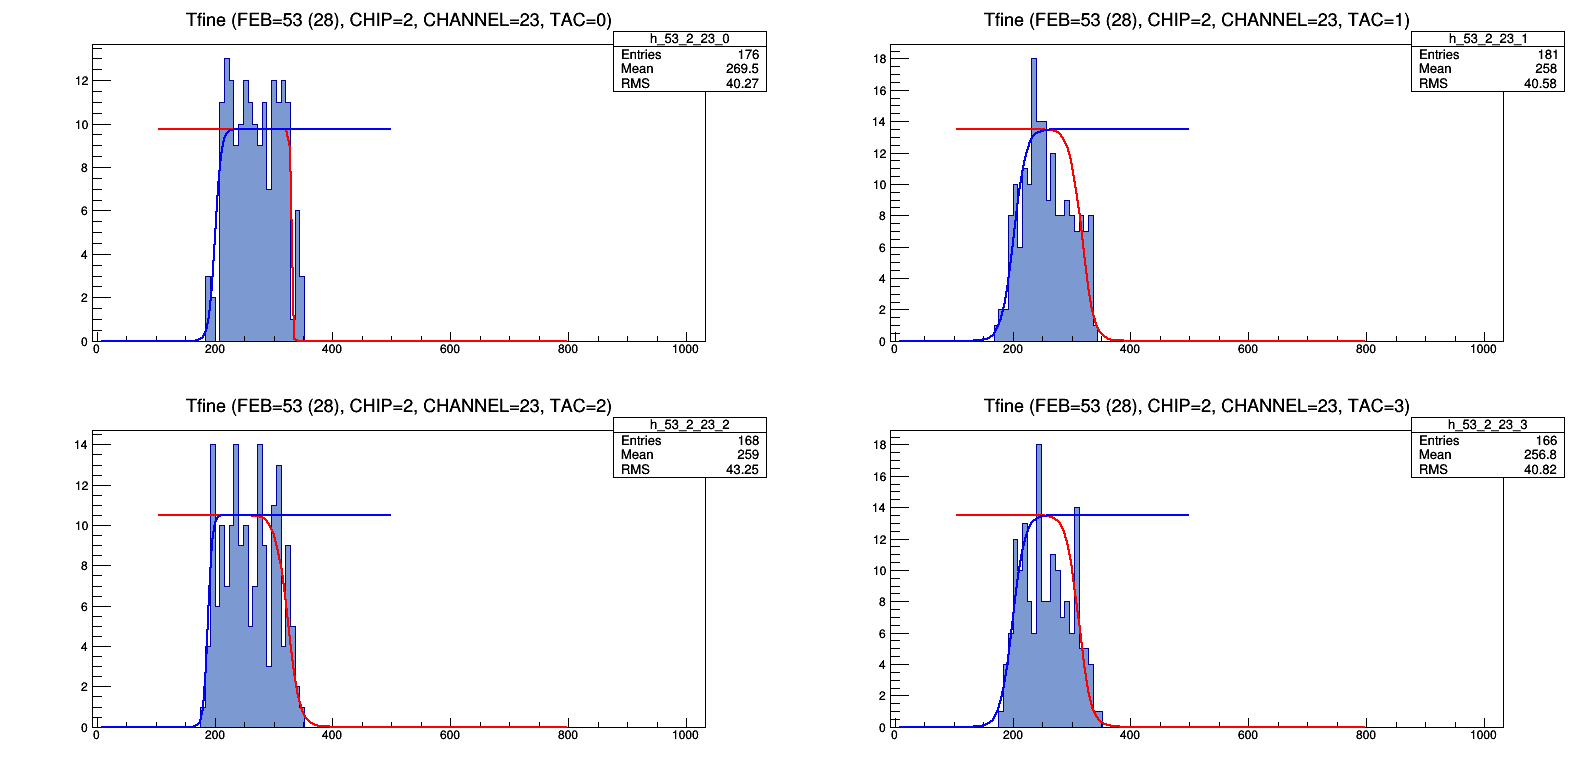 Tfine (FEB=53 (28), CHIP=2, CHANNEL=23, TAC=0)
h_53_2_23_0
Entries 176
Mean 269.5
RMS 40.27
12
10
8
6
4
2
0
0 200 400 600 800 1000
Tfine (FEB=53 (28), CHIP=2, CHANNEL=23, TAC=1)
h_53_2_23_1
Entries 181
Mean 258
RMS 40.58
18
16
14
12
10
8
6
4
2
0
0 200 400 600 800 1000
Tfine (FEB=53 (28), CHIP=2, CHANNEL=23, TAC=2)
h_53_2_23_2
Entries 168
Mean 259
RMS 43.25
14
12
10
8
6
4
2
0
0 200 400 600 800 1000
Tfine (FEB=53 (28), CHIP=2, CHANNEL=23, TAC=3)
h_53_2_23_3
Entries 166
Mean 256.8
RMS 40.82
18
16
14
12
10
8
6
4
2
0
0 200 400 600 800 1000